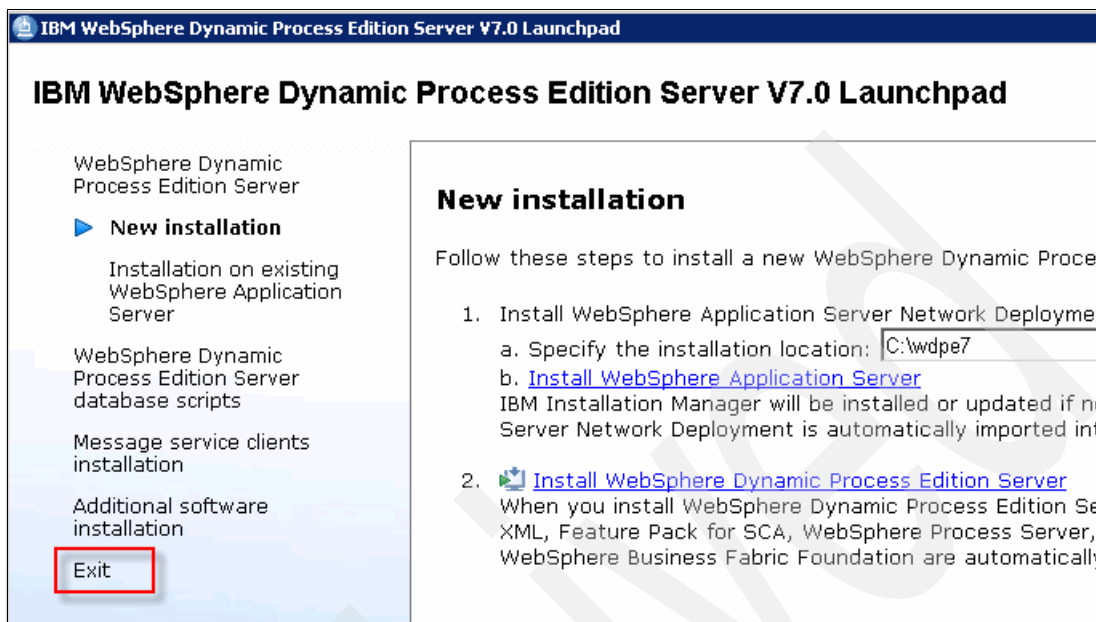 IBM WebSphere Dynamic Process Edition Server V7.0 Launchpad
IBM WebSphere Dynamic Process Edition Server V7.0 Launchpad
WebSphere Dynamic
Process Edition Server
New installation
Installation on existing
WebSphere Application
Server
WebSphere Dynamic
Process Edition Server
database scripts
Message service clients
installation
Additional software
installation
Exit
New installation
Follow these steps to install a new WebSphere Dynamic Proce
1. Install WebSphere Application Server Network Deployme
a. Specify the installation location: C:\wdpe7
b. Install WebSphere Application Server
IBM Installation Manager will be installed or updated if n
Server Network Deployment is automatically imported int
2. Install WebSphere Dynamic Process Edition Server
When you install WebSphere Dynamic Process Edition Se
XML, Feature Pack for SCA, WebSphere Process Server,
WebSphere Business Fabric Foundation are automatically